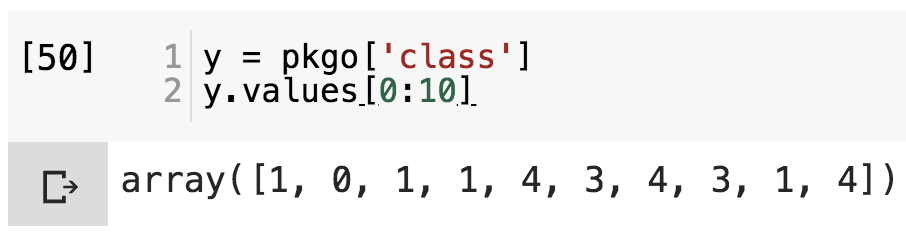 [50] 1 y = pkgo['class']
2 y.values[0:10]
array([1, 0, 1, 1, 4, 3, 4, 3, 1, 4])